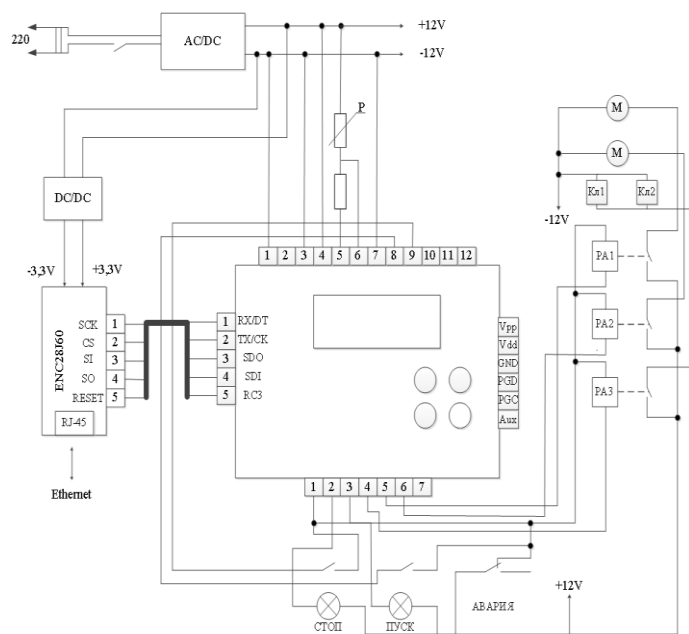 220
AC/DC
+12V
-12V
P
M
M
Кл1 Кл2
-12V
DC/DC
-3,3V +3,3V
1 2 3 4 5 6 7 8 9 10 11 12
PA1
PA2
PA3
ENC28J60
SCK 1
CS 2
SI 3
SO 4
RESET 5
RJ-45
Ethernet
1 RX/DT
2 TX/CK
3 SDO
4 SDI
5 RC3
Vpp
Vdd
GND
PGD
PGC
Aux
1 2 3 4 5 6 7
+12V
АВАРИЯ
СТОП
ПУСК